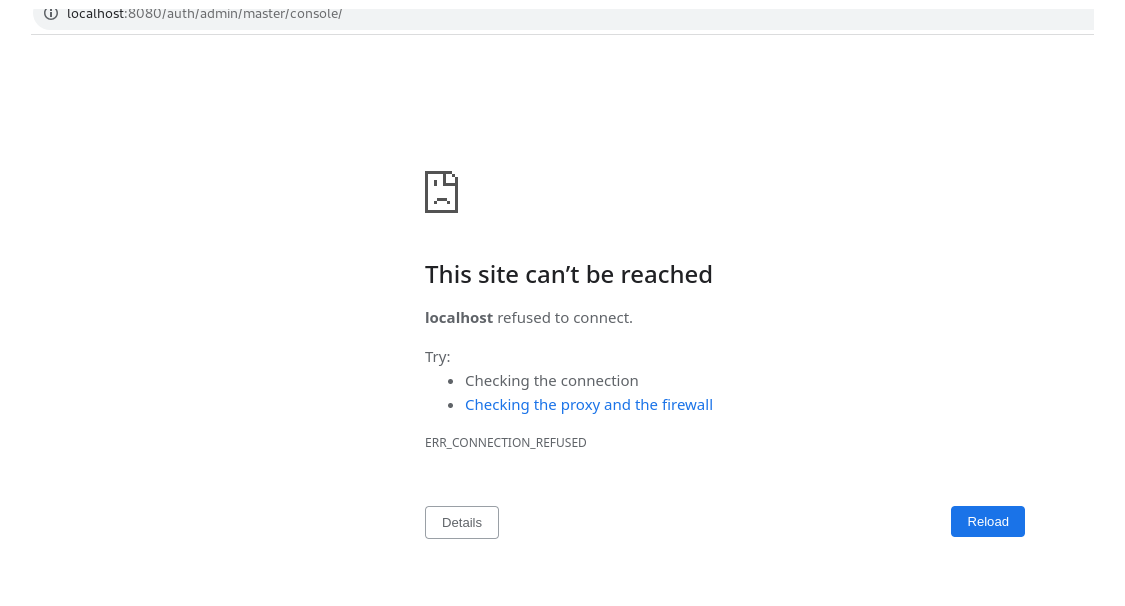 localhost:8080/auth/admin/master/console/
This site can’t be reached
localhost refused to connect.
Try:
• Checking the connection
• Checking the proxy and the firewall
ERR_CONNECTION_REFUSED
Details
Reload